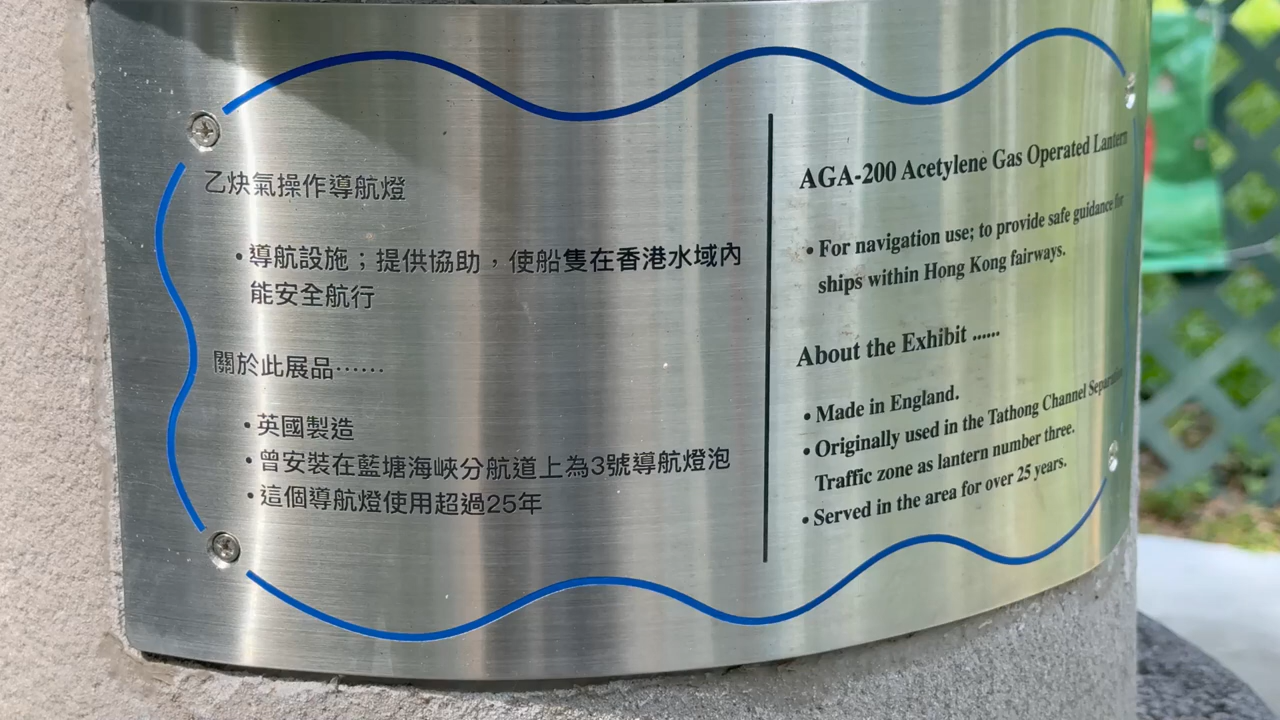 乙炔氣操作導航燈
•導航設施；提供協助，使船隻在香港水域內
能安全航行
關於此展品……
•英國製造
•曾安裝在藍塘海峽分航道上為3號導航燈泡
•這個導航燈使用超過25年
AGA-200 Acetylene Gas Operated Lantern
•For navigation use; to provide safe guidance for
ships within Hong Kong fairways.
About the Exhibit ......
•Made in England.
•Originally used in the Tathong Channel
Traffic zone as lantern number three.
•Served in the area for over 25 years.